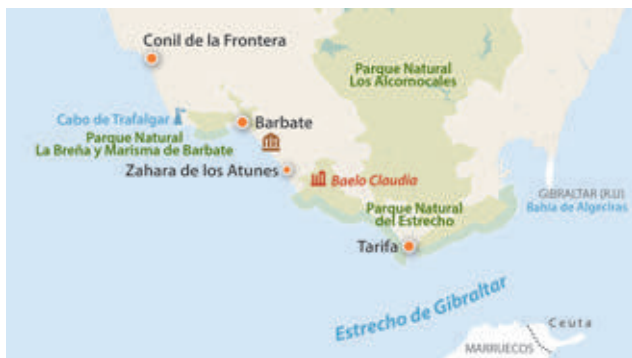 Conil de la Frontera
Parque Natural
Los Alcornocales
Cabo de Trafalgar
Barbate
Parque Natural
La Breña y Marisma de Barbate
Zahara de los Atunes
Baelo Claudia
GIBRALTAR (R.U.)
Bahía de Algeciras
Parque Natural
del Estrecho
Tarifa
Estrecho de Gibraltar
Ceuta
MARRUECOS